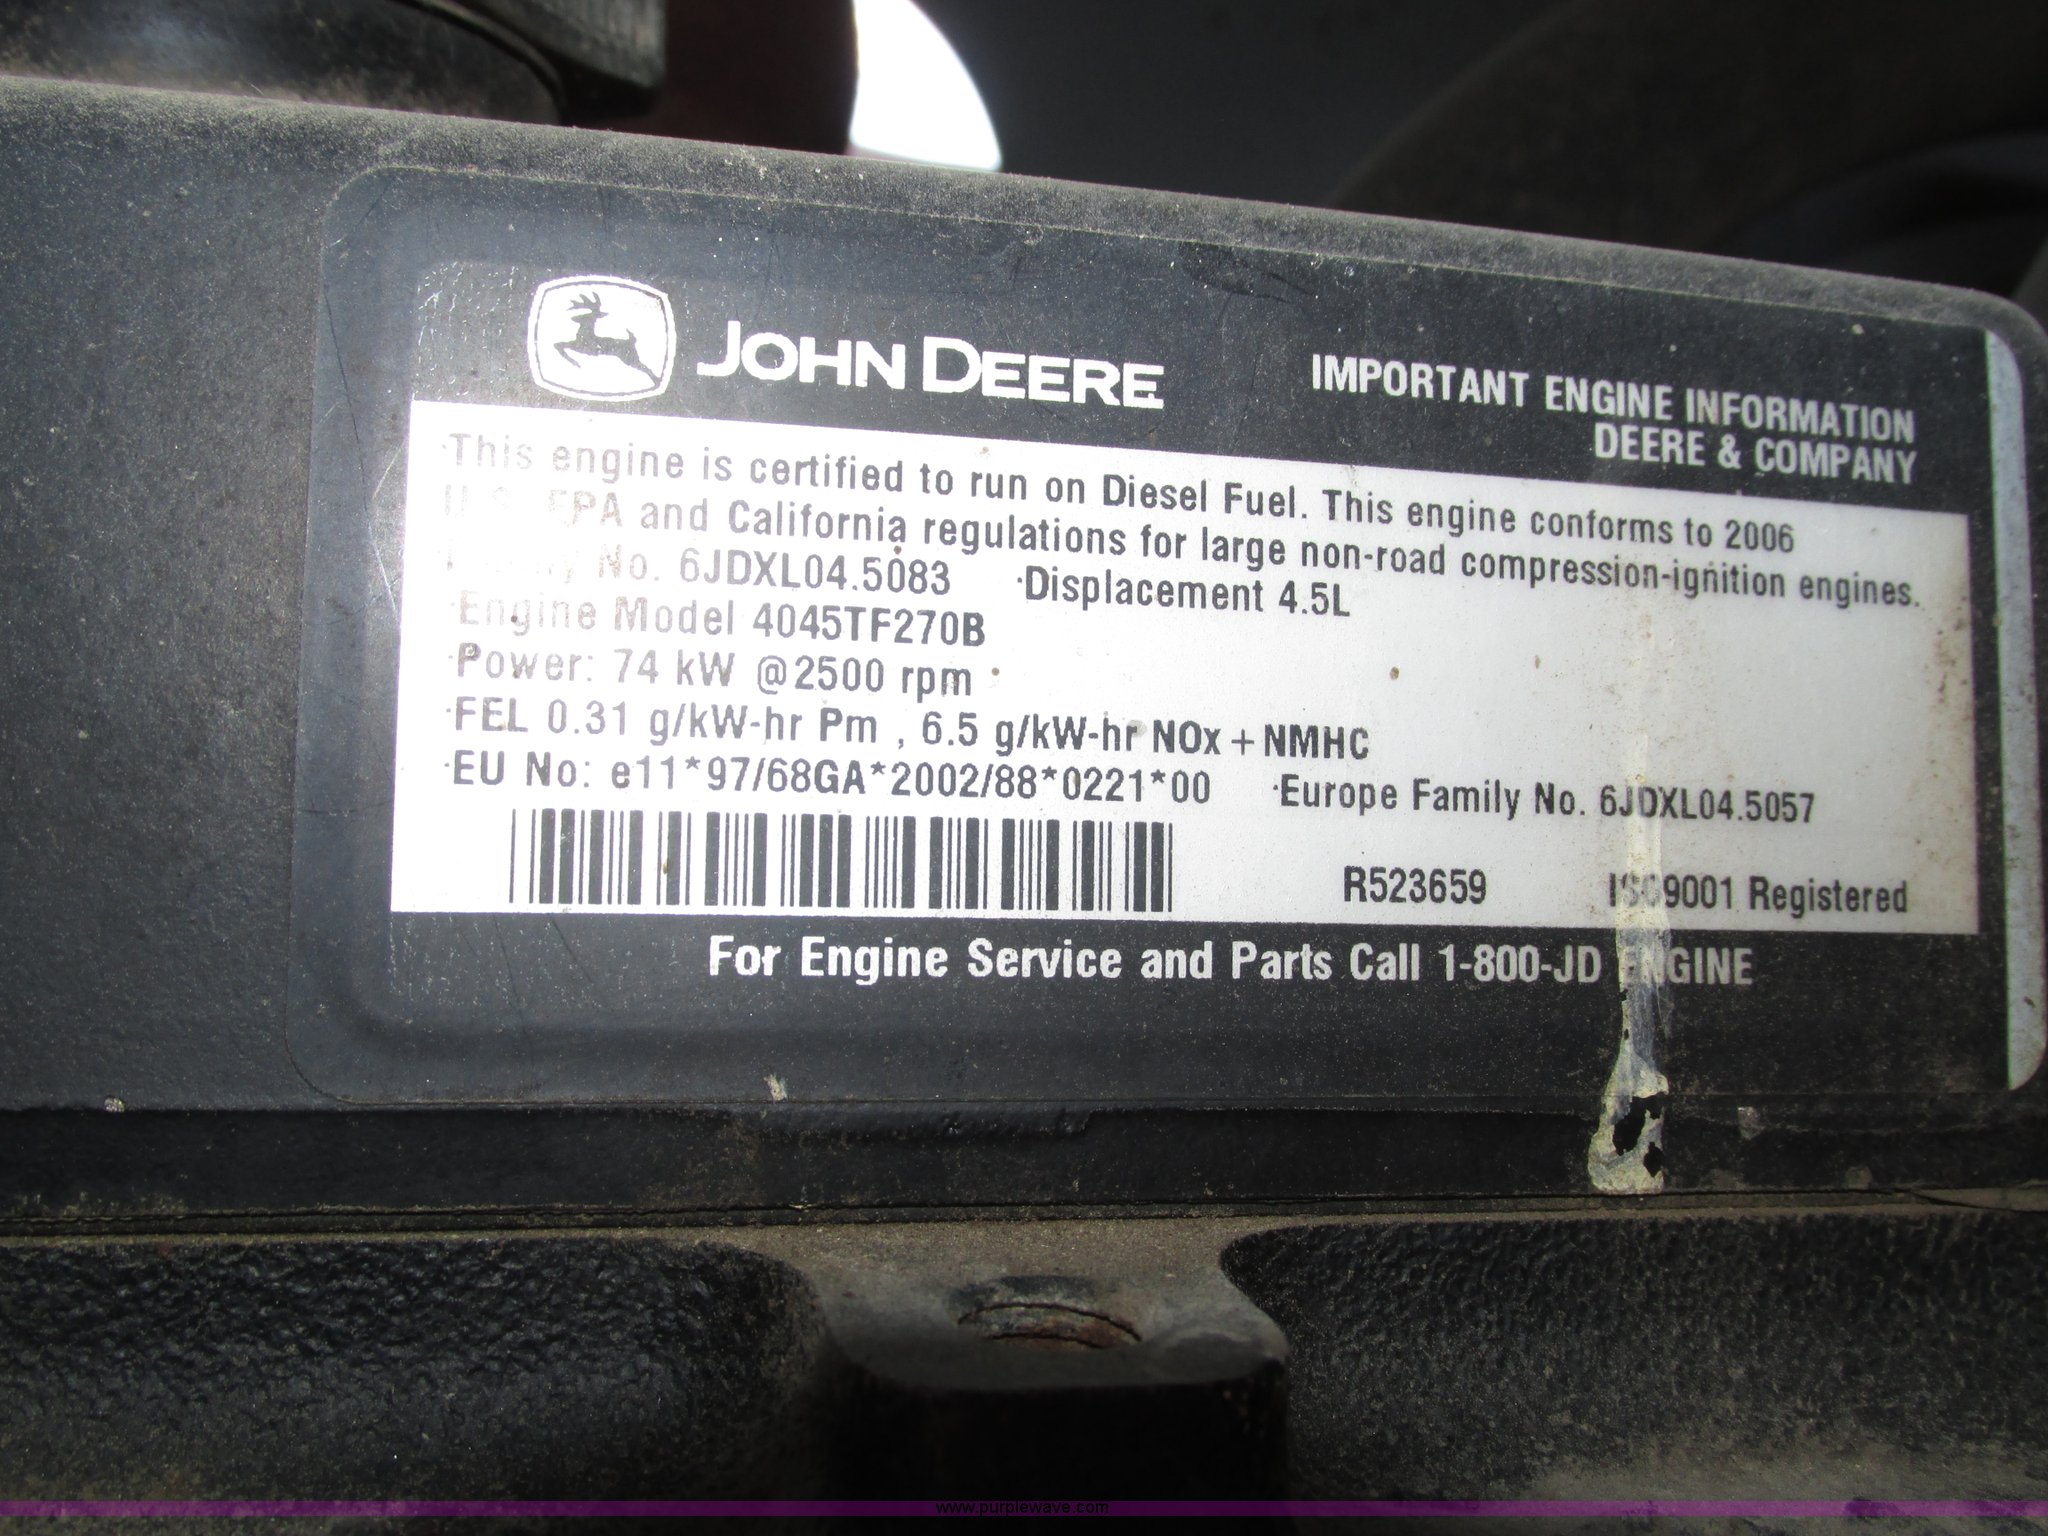 JOHN DEERE
IMPORTANT ENGINE INFORMATION
DEERE & COMPANY
·This engine is certified to run on Diesel Fuel. This engine conforms to 2006
U.S. EPA and California regulations for large non-road compression-ignition engines.
Family No. 6JDXL04.5083 ·Displacement 4.5L
·Engine Model 4045TF270B
·Power: 74 kW @2500 rpm
·FEL 0.31 g/kW-hr Pm , 6.5 g/kW-hr NOx + NMHC
·EU No: e11*97/68GA*2002/88*0221*00 ·Europe Family No. 6JDXL04.5057
R523659 ISO9001 Registered
For Engine Service and Parts Call 1-800-JD ENGINE
www.purplewave.com